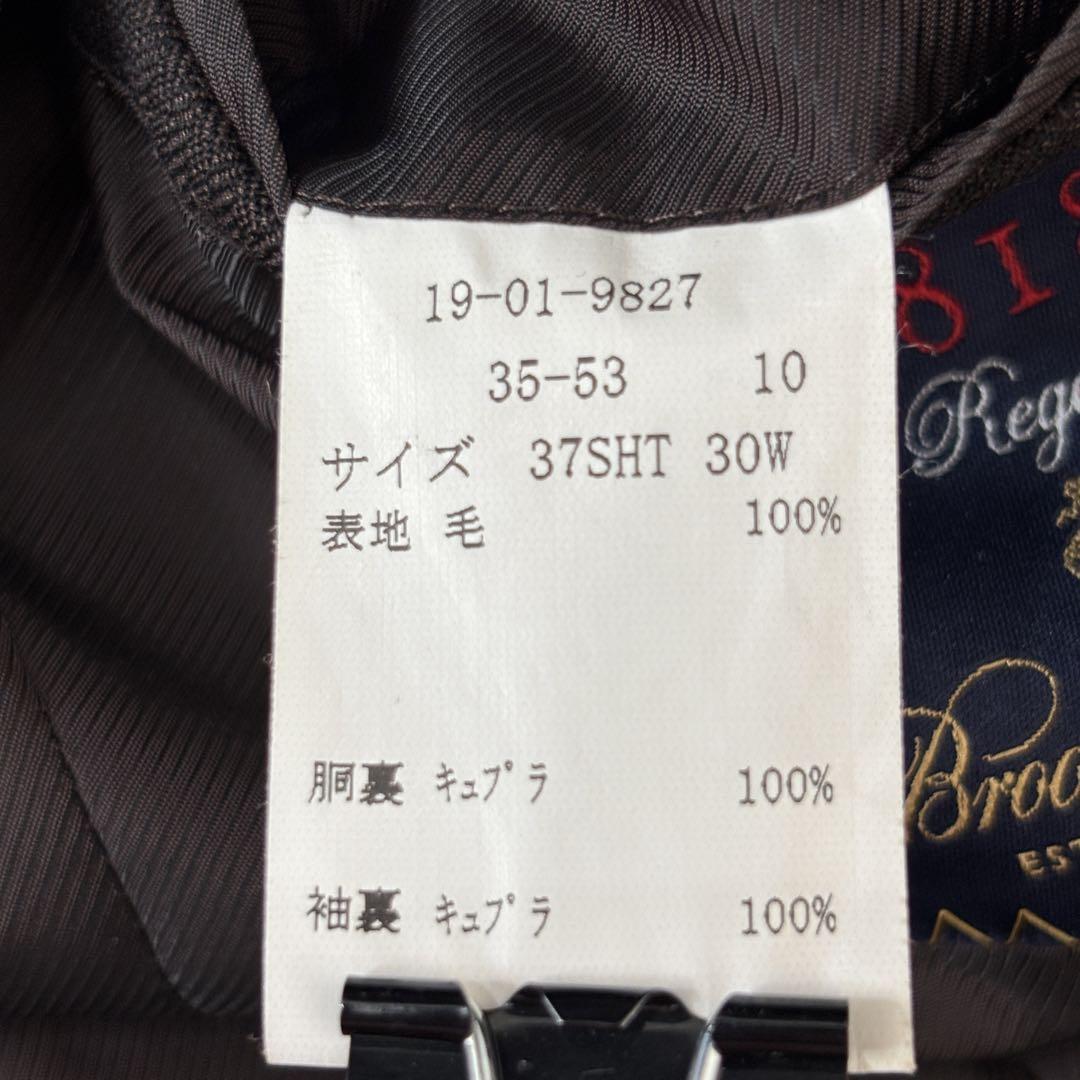 19-01-9827
35-53 10
サイズ 37SHT 30W
表地 毛 100%
胴裏 キュプラ 100%
袖裏 キュプラ 100%
818